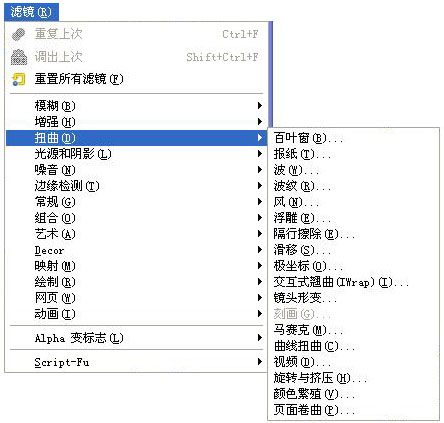 滤镜(R)
重复上次 Ctrl+F
调出上次 Shift+Ctrl+F
重置所有滤镜(F)
模糊(B)
增强(H)
扭曲(D)
光源和阴影(L)
噪音(N)
边缘检测(T)
常规(G)
组合(O)
艺术(A)
Decor
映射(M)
绘制(R)
网页(W)
动画(I)
Alpha 变标志(L)
Script-Fu
百叶窗(B)...
报纸(T)...
波(W)...
波纹(R)...
风(N)...
浮雕(E)...
隔行擦除(E)...
滑移(S)...
极坐标(O)...
交互式翘曲(IWrap)(I)...
镜头形变...
刻画(G)...
马赛克(M)...
曲线扭曲(C)...
视频(D)...
旋转与挤压(H)...
颜色繁殖(V)...
页面卷曲(P)...